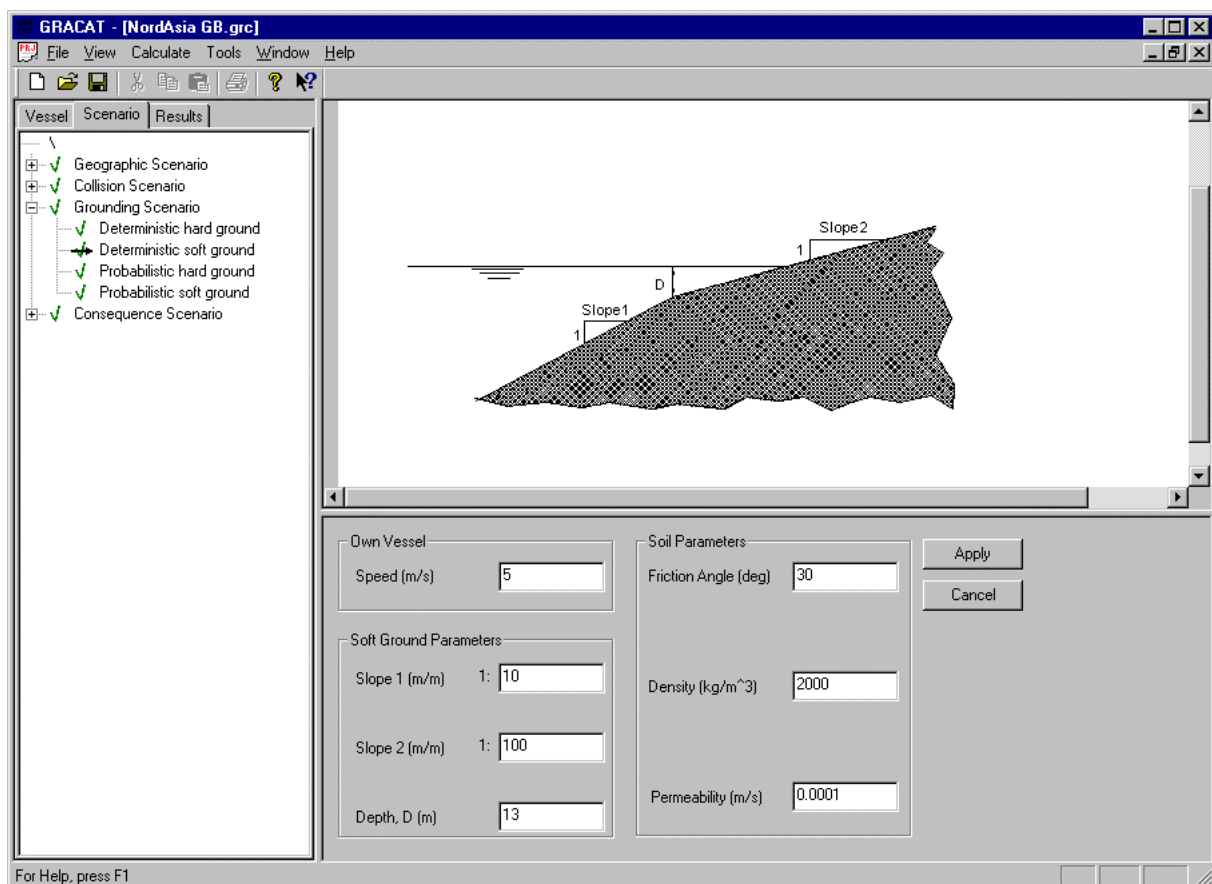 GRACAT - [NordAsia GB.grc]
File View Calculate Tools Window Help
Vessel Scenario Results
\
Geographic Scenario
Collision Scenario
Grounding Scenario
Deterministic hard ground
Deterministic soft ground
Probabilistic hard ground
Probabilistic soft ground
Consequence Scenario
Slope2
1
D
Slope1
1
Own Vessel
Speed (m/s) 5
Soft Ground Parameters
Slope 1 (m/m) 1: 10
Slope 2 (m/m) 1: 100
Depth, D (m) 13
Soil Parameters
Friction Angle (deg) 30
Density (kg/m^3) 2000
Permeability (m/s) 0.0001
Apply
Cancel
For Help, press F1